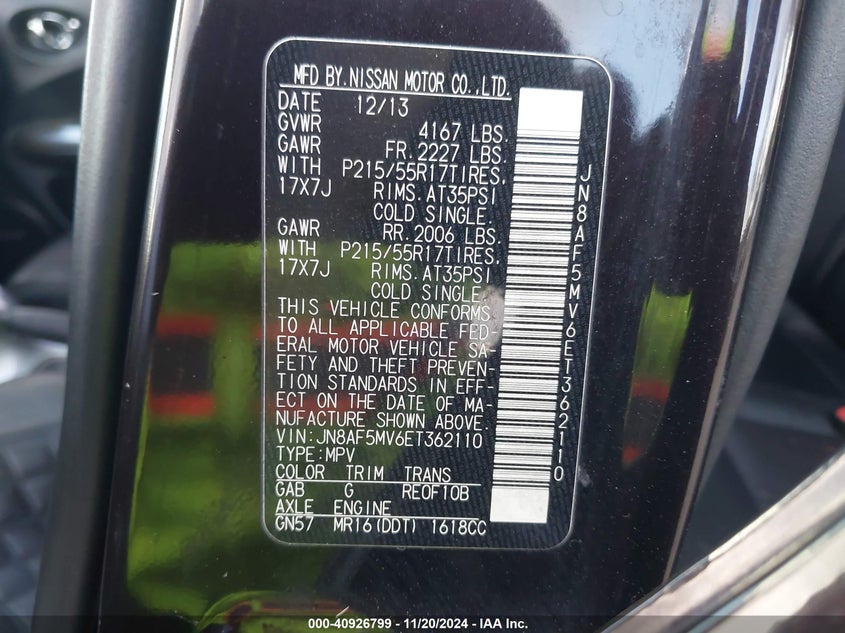 MFD BY.NISSAN MOTOR CO.,LTD.
DATE 12/13
GVWR 4167 LBS.
GAWR FR.2227 LBS.
WITH P215/55R17TIRES.
17X7J RIMS.AT35PSI
COLD SINGLE.
GAWR RR.2006 LBS.
WITH P215/55R17TIRES.
17X7J RIMS.AT35PSI
COLD SINGLE.
THIS VEHICLE CONFORMS
TO ALL APPLICABLE FED-
ERAL MOTOR VEHICLE SA-
FETY AND THEFT PREVEN-
TION STANDARDS IN EFF-
ECT ON THE DATE OF MA-
NUFACTURE SHOWN ABOVE.
VIN:JN8AF5MV6ET362110
TYPE:MPV
COLOR TRIM TRANS
GAB G RE0F10B
AXLE ENGINE
GN57 MR16(DDT) 1618CC
JN8AF5MV6ET362110
000-40926799 - 11/20/2024 - IAA Inc.